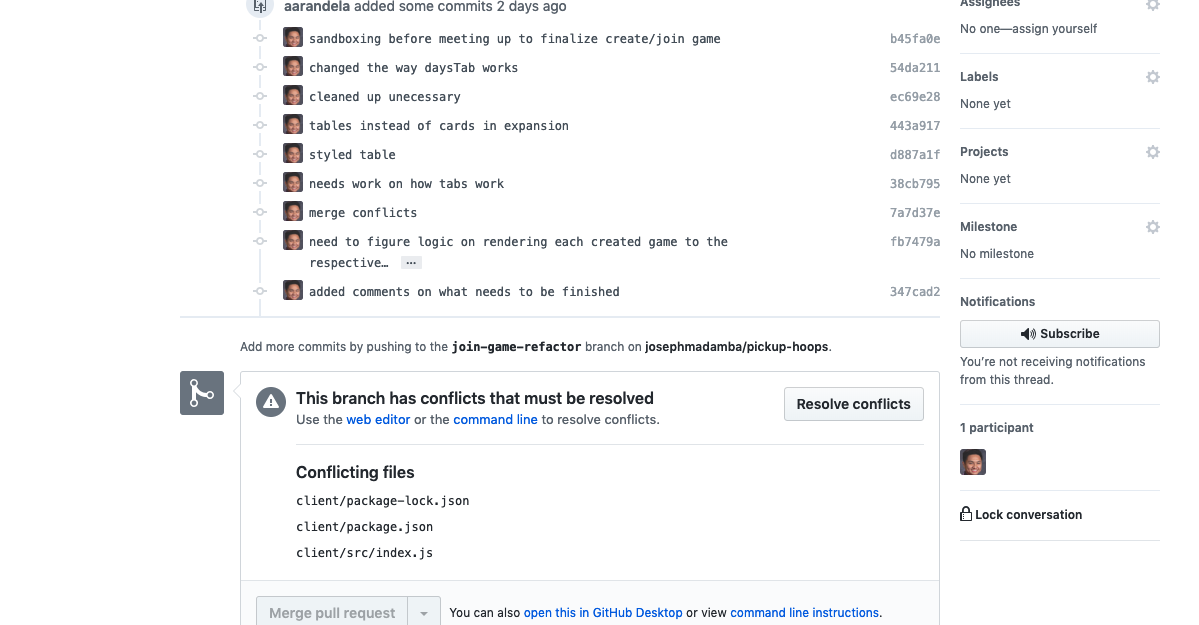 aarandela added some commits 2 days ago
sandboxing before meeting up to finalize create/join game b45fa0e
changed the way daysTab works 54da211
cleaned up unecessary ec69e28
tables instead of cards in expansion 443a917
styled table d887a1f
needs work on how tabs work 38cb795
merge conflicts 7a7d37e
need to figure logic on rendering each created game to the fb7479a
respective… …
added comments on what needs to be finished 347cad2
Add more commits by pushing to the join-game-refactor branch on josephmadamba/pickup-hoops.
This branch has conflicts that must be resolved
Use the web editor or the command line to resolve conflicts.
Resolve conflicts
Conflicting files
client/package-lock.json
client/package.json
client/src/index.js
Merge pull request
You can also open this in GitHub Desktop or view command line instructions.
Assignees
No one—assign yourself
Labels
None yet
Projects
None yet
Milestone
No milestone
Notifications
Subscribe
You’re not receiving notifications
from this thread.
1 participant
Lock conversation